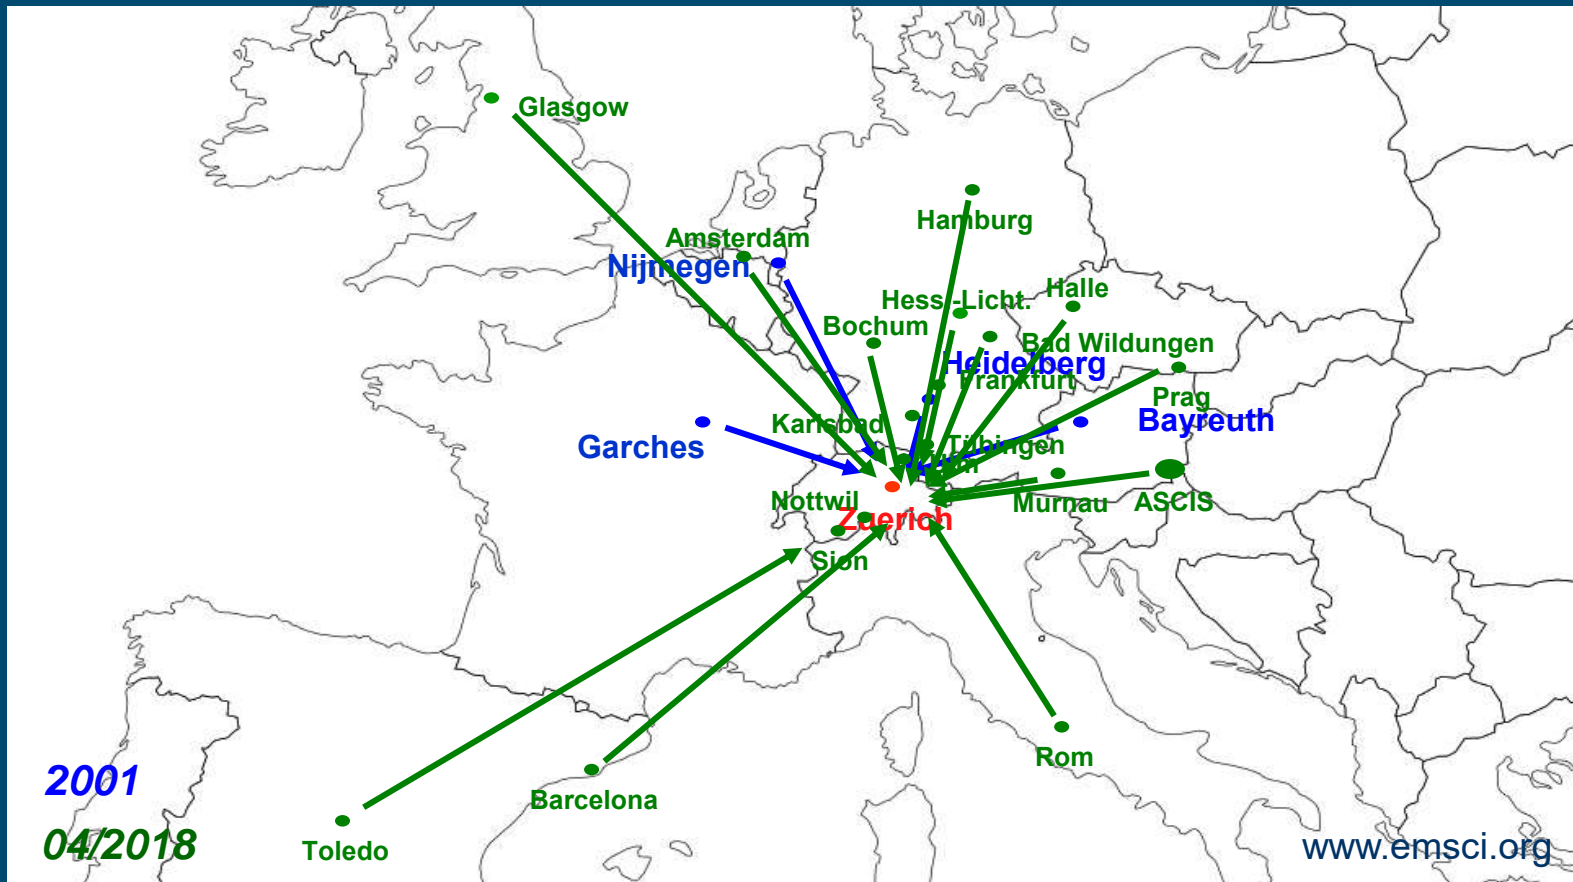 Glasgow
Hamburg
Amsterdam
Nijmegen
Hess.-Licht.
Halle
Bochum
Bad Wildungen
Heidelberg
Frankfurt
Prag
Karlsbad
Bayreuth
Garches
Tübingen
Ulm
Nottwil
Murnau
ASCIS
Zuerich
Sion
Rom
2001
Barcelona
04/2018
Toledo
www.emsci.org